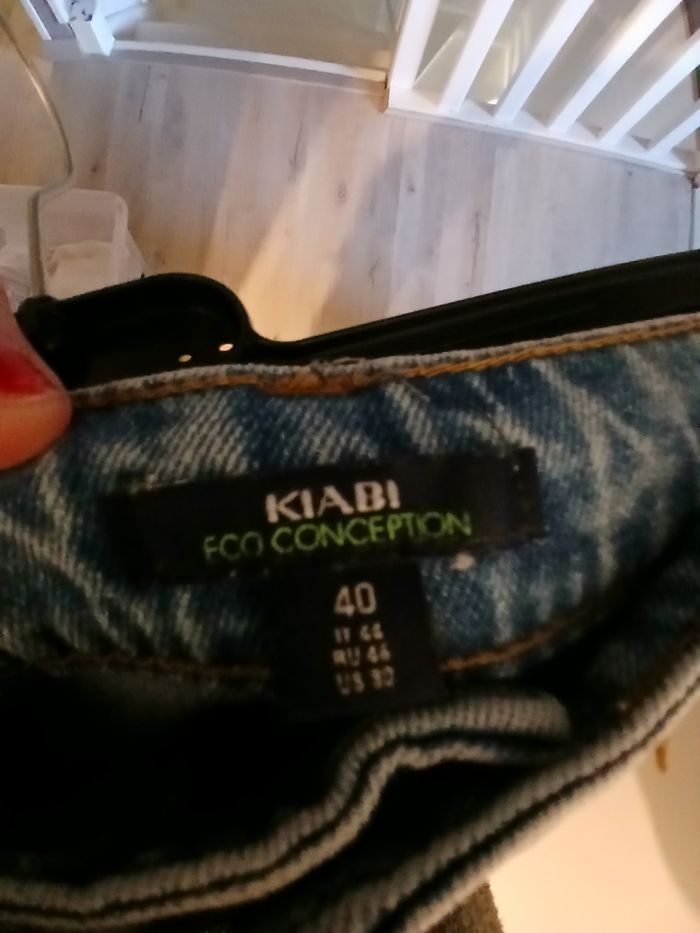 KIABI
ECO CONCEPTION
40
IT 44
RU 46
US 30